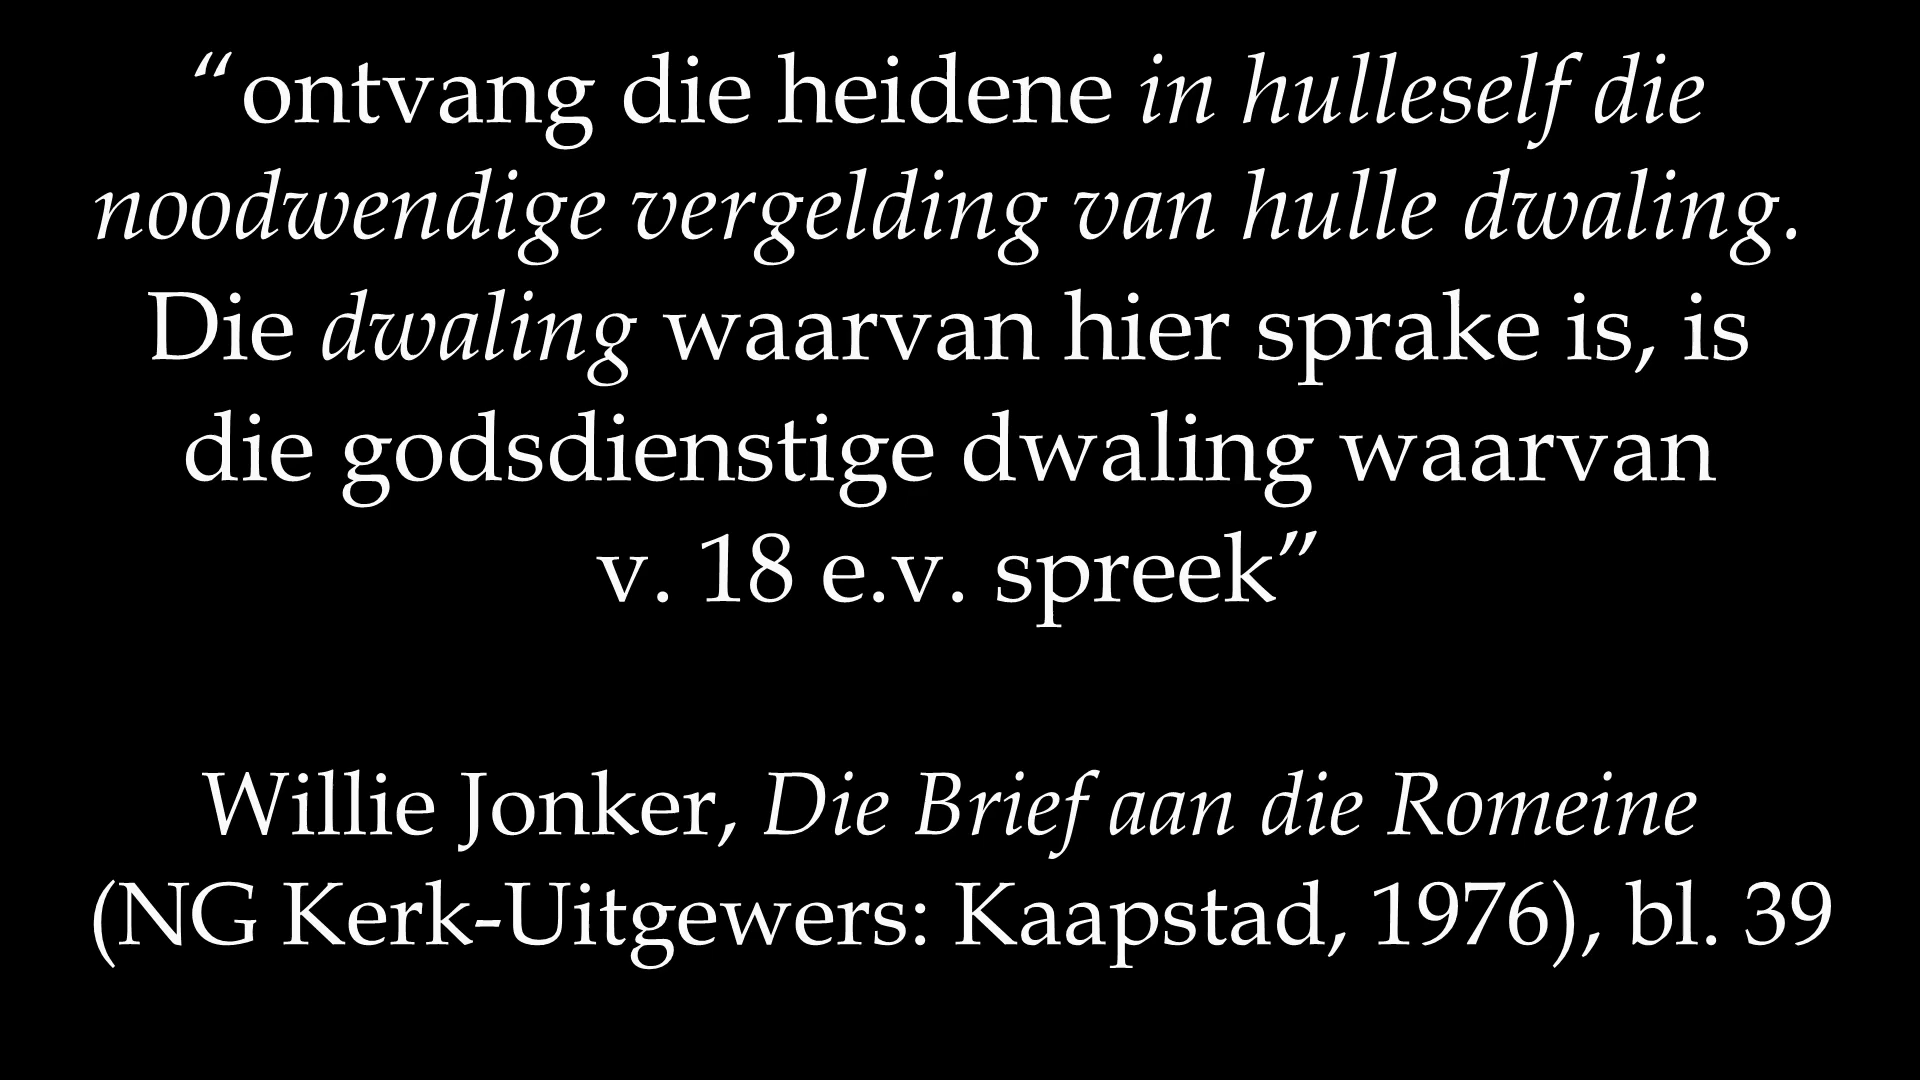 “ontvang die heidene in hulleself die
noodwendige vergelding van hulle dwaling.
Die dwaling waarvan hier sprake is, is
die godsdienstige dwaling waarvan
v. 18 e.v. spreek”
Willie Jonker, Die Brief aan die Romeine
(NG Kerk-Uitgewers: Kaapstad, 1976), bl. 39